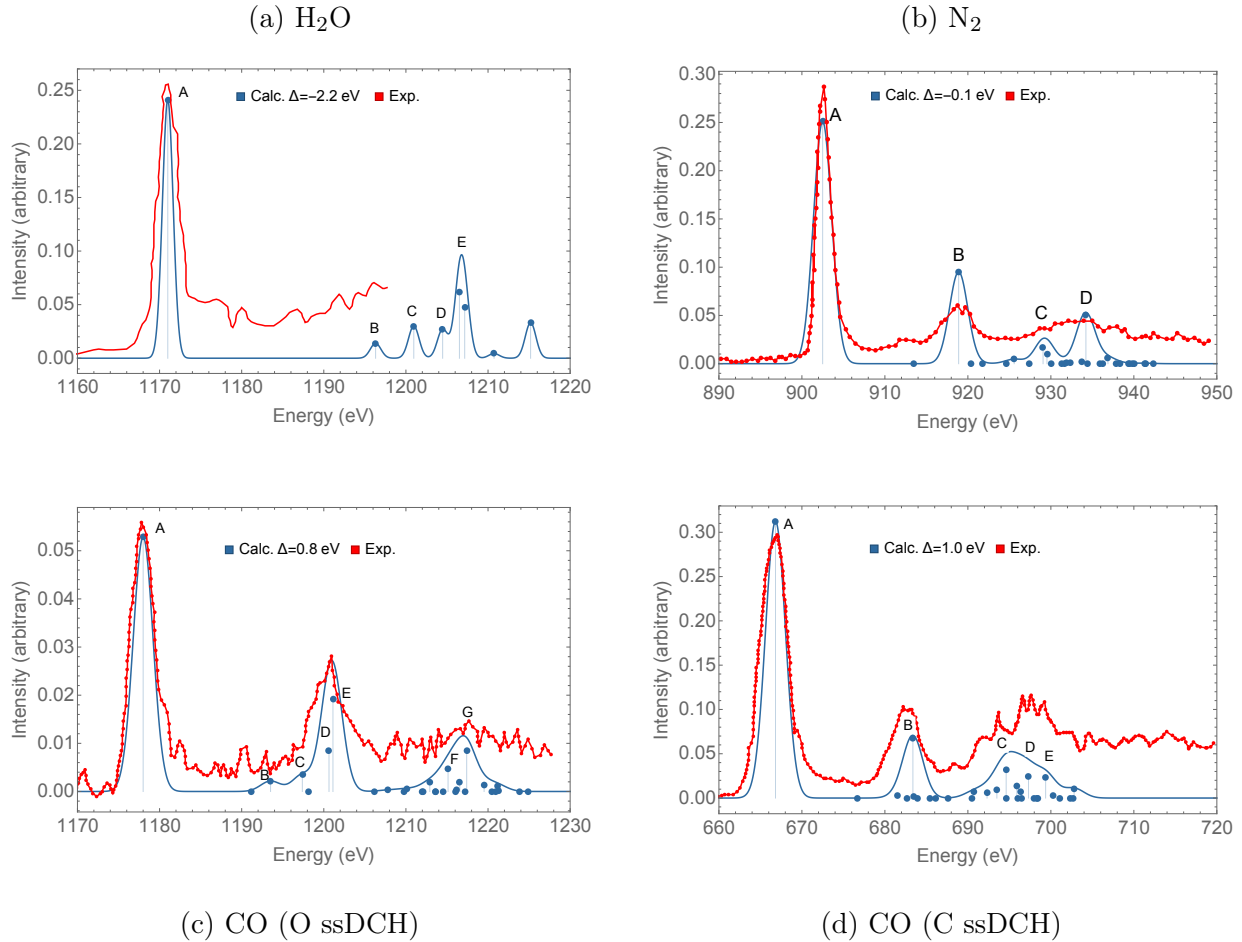 (a) H₂O
(b) N₂
Intensity (arbitrary)
0.25
0.20
0.15
0.10
0.05
0.00
A
Calc. Δ=−2.2 eV Exp.
B
C
D
E
1160 1170 1180 1190 1200 1210 1220
Energy (eV)
Intensity (arbitrary)
0.30
0.25
0.20
0.15
0.10
0.05
0.00
Calc. Δ=−0.1 eV Exp.
A
B
C
D
890 900 910 920 930 940 950
Energy (eV)
Intensity (arbitrary)
0.05
0.04
0.03
0.02
0.01
0.00
A
Calc. Δ=0.8 eV Exp.
B
C
D
E
F
G
1170 1180 1190 1200 1210 1220 1230
Energy (eV)
Intensity (arbitrary)
0.30
0.25
0.20
0.15
0.10
0.05
0.00
A
Calc. Δ=1.0 eV Exp.
B
C
D
E
660 670 680 690 700 710 720
Energy (eV)
(c) CO (O ssDCH)
(d) CO (C ssDCH)